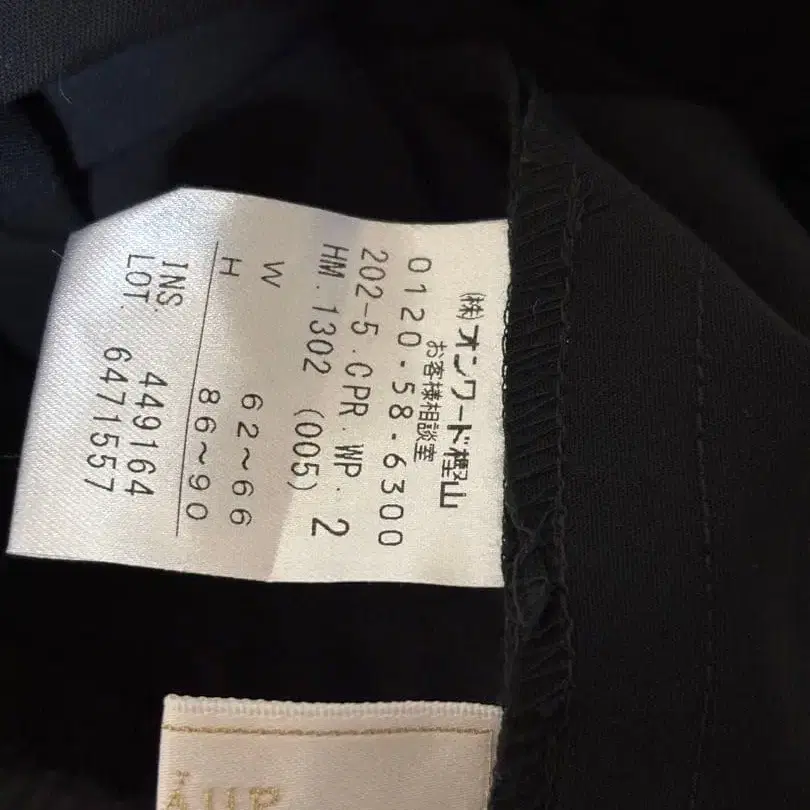 (株)オンワード樫山
お客様相談室
0120-58-6300
202-5.CPR.WP.2
HM.1302 (005)
W 62～66
H 86～90
INS. 449164
LOT. 6471557